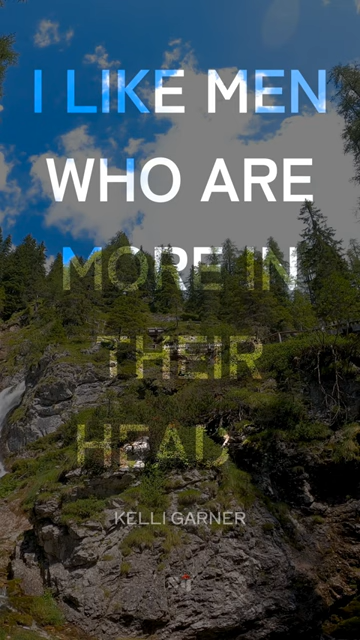 I LIKE MEN
WHO ARE
MORE IN
THEIR
HEAD
KELLI GARNER